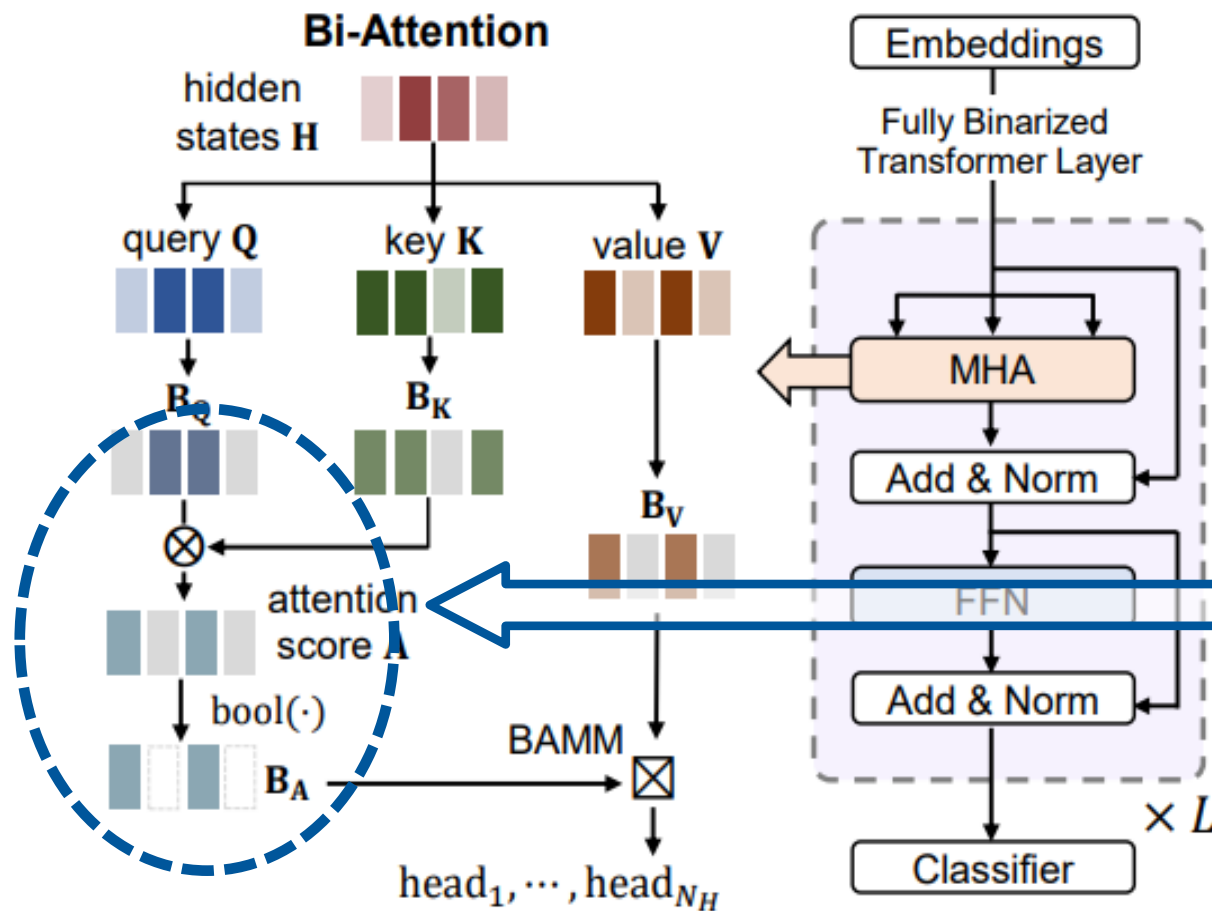 Bi-Attention
hidden
states H
query Q
key K
value V
B_Q
B_K
B_V
attention
score A
bool(·)
B_A
BAMM
head_1, ⋯, head_{N_H}
Embeddings
Fully Binarized
Transformer Layer
MHA
Add & Norm
FFN
Add & Norm
× L
Classifier